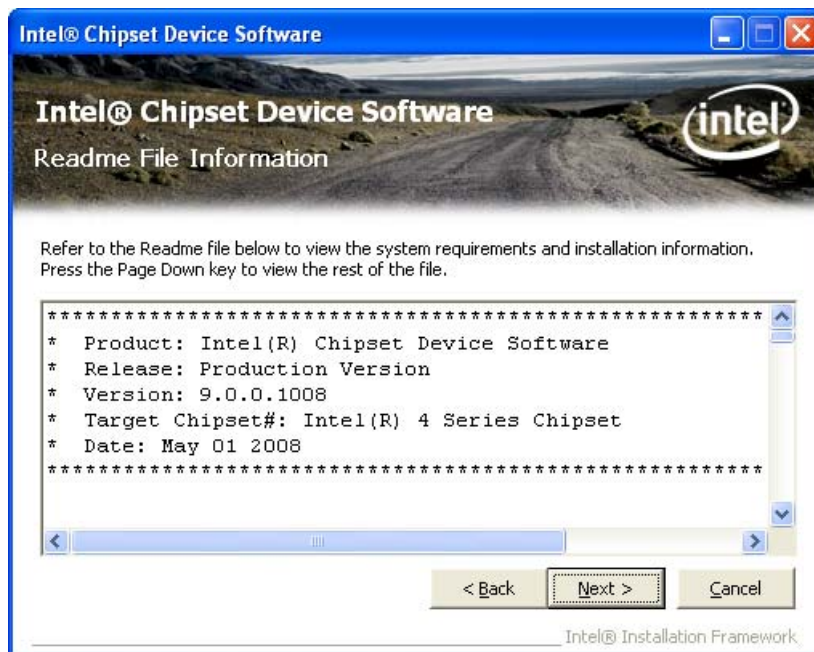 Intel® Chipset Device Software
Intel® Chipset Device Software
intel
Readme File Information
Refer to the Readme file below to view the system requirements and installation information.
Press the Page Down key to view the rest of the file.
********************************************************
* Product: Intel(R) Chipset Device Software
* Release: Production Version
* Version: 9.0.0.1008
* Target Chipset#: Intel(R) 4 Series Chipset
* Date: May 01 2008
********************************************************
< Back Next > Cancel
Intel® Installation Framework